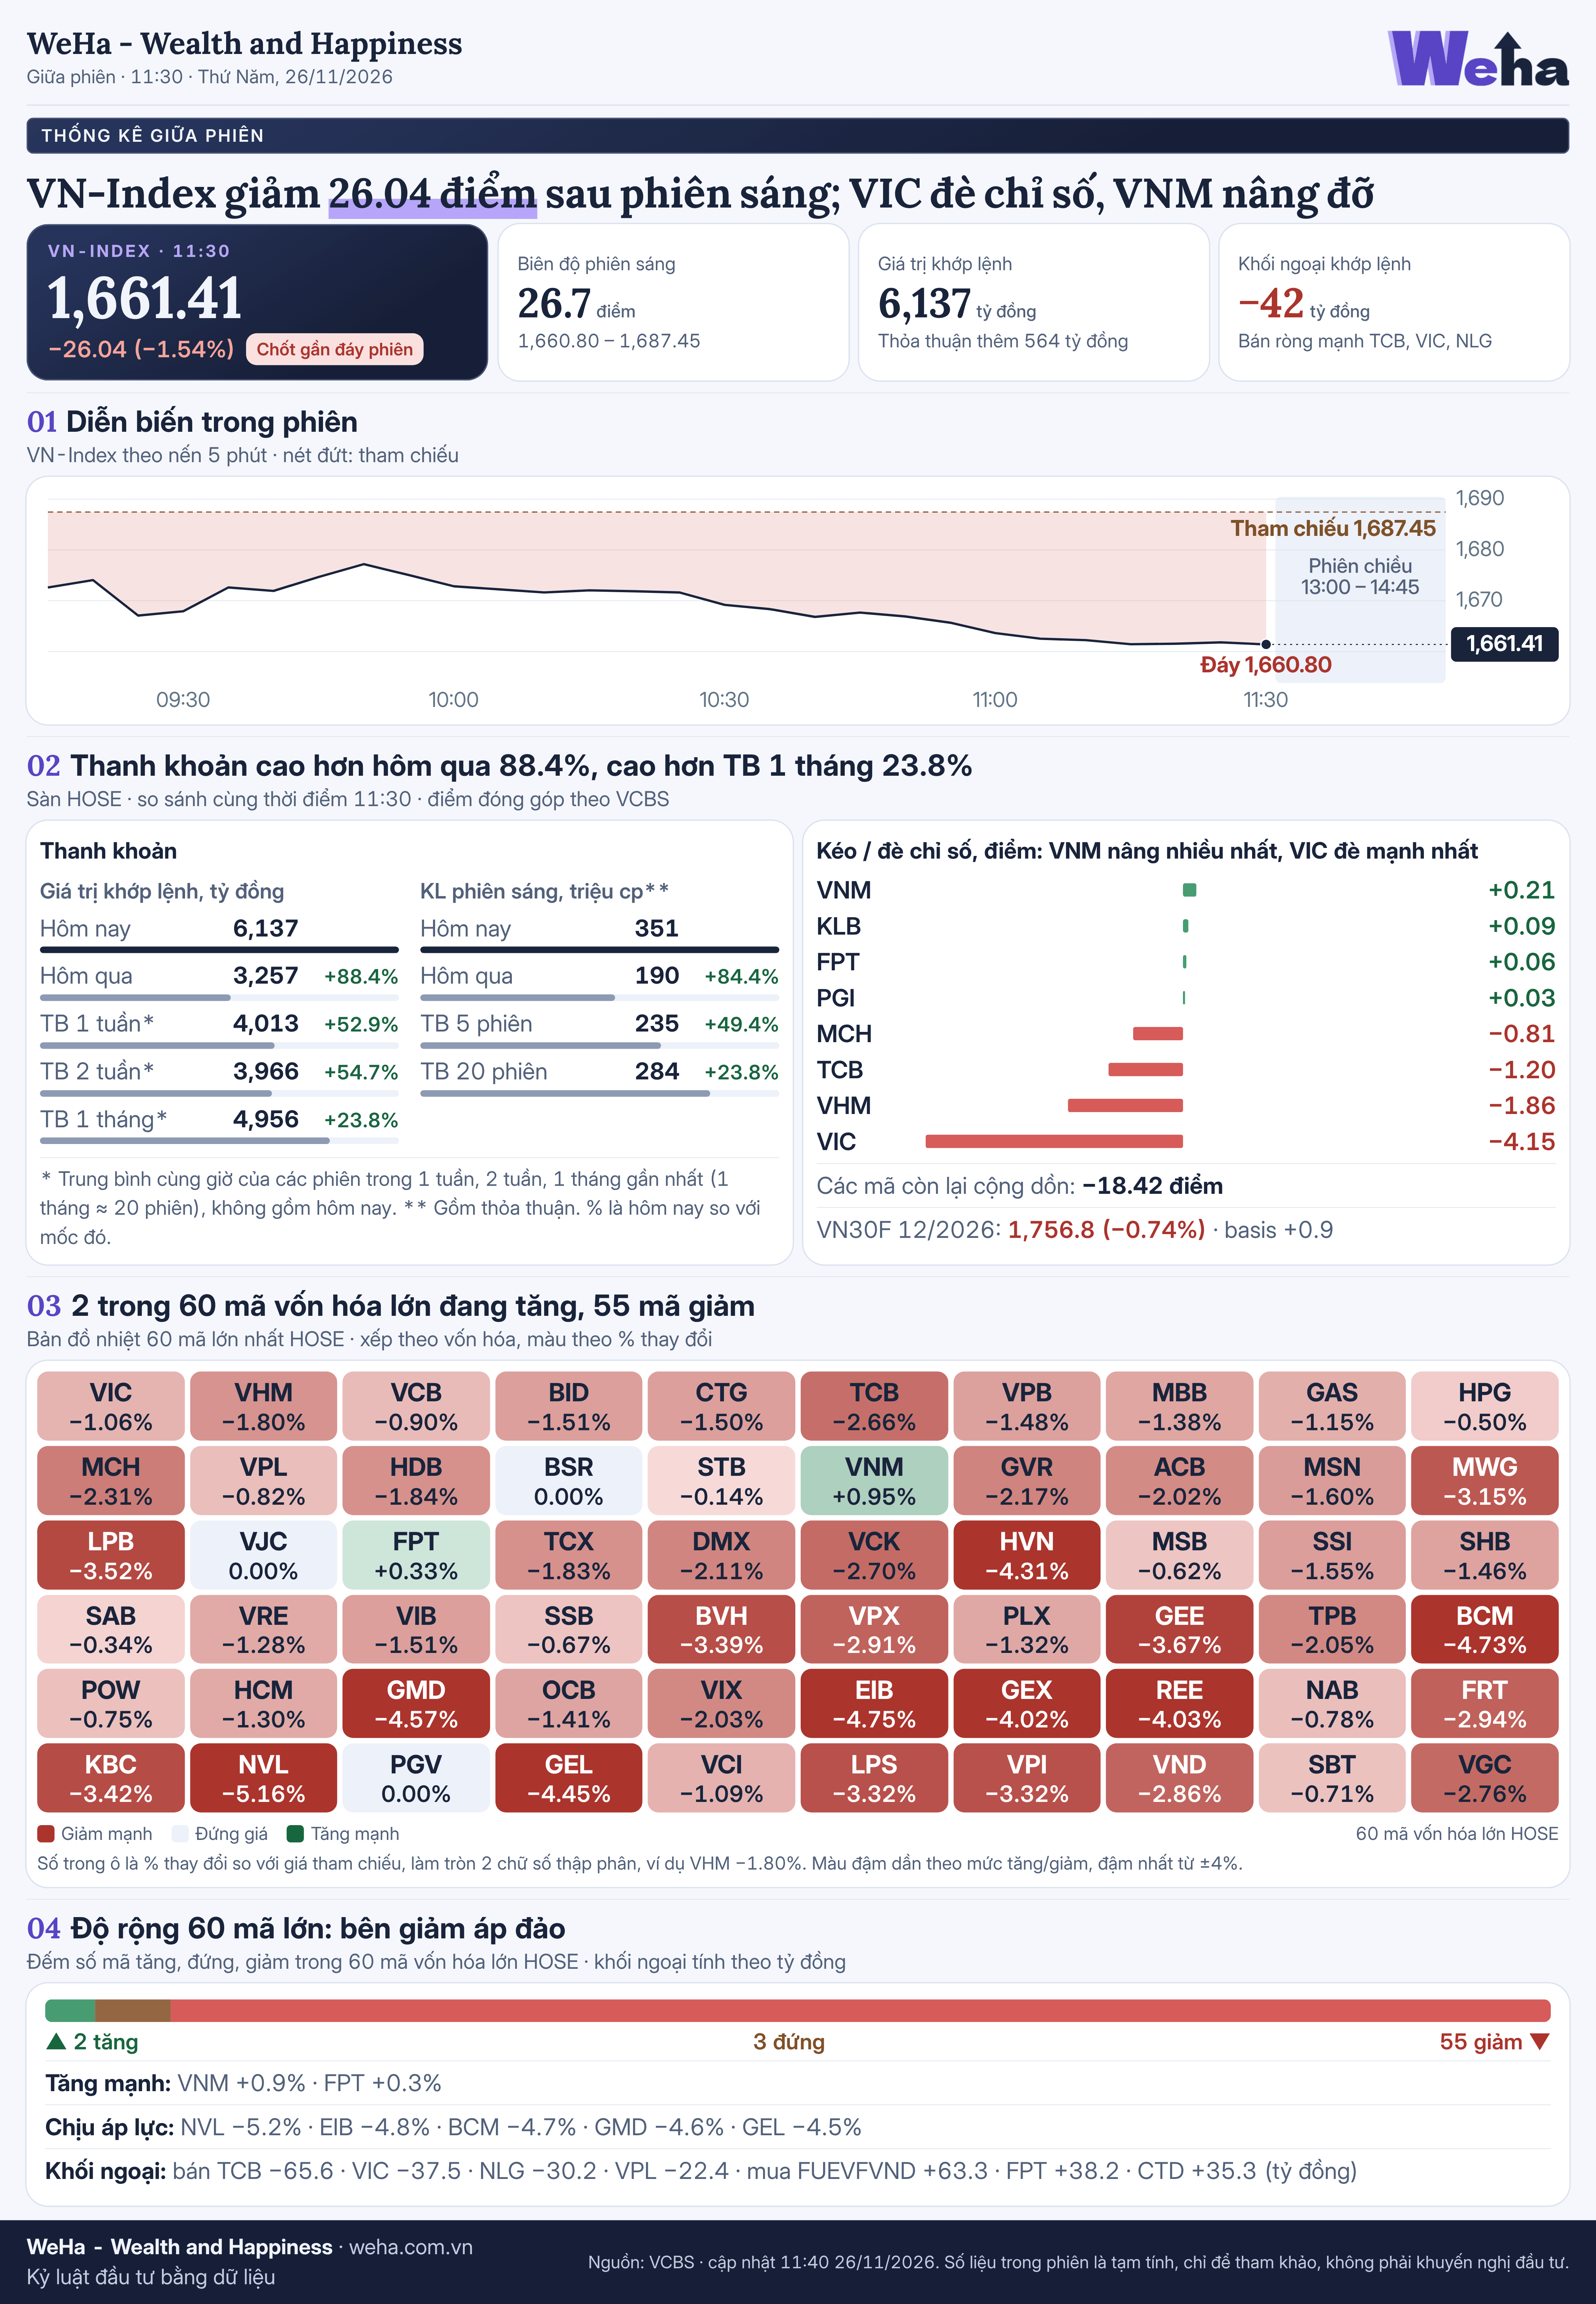 WeHa - Wealth and Happiness
Giữa phiên · 11:30 · Thứ Năm, 26/11/2026
Weha
THỐNG KÊ GIỮA PHIÊN
VN-Index giảm 26.04 điểm sau phiên sáng; VIC đè chỉ số, VNM nâng đỡ
VN-INDEX · 11:30
1,661.41
−26.04 (−1.54%) Chốt gần đáy phiên
Biên độ phiên sáng
26.7 điểm
1,660.80 – 1,687.45
Giá trị khớp lệnh
6,137 tỷ đồng
Thỏa thuận thêm 564 tỷ đồng
Khối ngoại khớp lệnh
−42 tỷ đồng
Bán ròng mạnh TCB, VIC, NLG
01 Diễn biến trong phiên
VN-Index theo nến 5 phút · nét đứt: tham chiếu
1,690
Tham chiếu 1,687.45
1,680
Phiên chiều
13:00 – 14:45
1,670
1,661.41
Đáy 1,660.80
09:30 10:00 10:30 11:00 11:30
02 Thanh khoản cao hơn hôm qua 88.4%, cao hơn TB 1 tháng 23.8%
Sàn HOSE · so sánh cùng thời điểm 11:30 · điểm đóng góp theo VCBS
Thanh khoản
Giá trị khớp lệnh, tỷ đồng
Hôm nay 6,137
Hôm qua 3,257 +88.4%
TB 1 tuần* 4,013 +52.9%
TB 2 tuần* 3,966 +54.7%
TB 1 tháng* 4,956 +23.8%
KL phiên sáng, triệu cp**
Hôm nay 351
Hôm qua 190 +84.4%
TB 5 phiên 235 +49.4%
TB 20 phiên 284 +23.8%
* Trung bình cùng giờ của các phiên trong 1 tuần, 2 tuần, 1 tháng gần nhất (1
tháng ≈ 20 phiên), không gồm hôm nay. ** Gồm thỏa thuận. % là hôm nay so với
mốc đó.
Kéo / đè chỉ số, điểm: VNM nâng nhiều nhất, VIC đè mạnh nhất
VNM +0.21
KLB +0.09
FPT +0.06
PGI +0.03
MCH −0.81
TCB −1.20
VHM −1.86
VIC −4.15
Các mã còn lại cộng dồn: −18.42 điểm
VN30F 12/2026: 1,756.8 (−0.74%) · basis +0.9
03 2 trong 60 mã vốn hóa lớn đang tăng, 55 mã giảm
Bản đồ nhiệt 60 mã lớn nhất HOSE · xếp theo vốn hóa, màu theo % thay đổi
VIC VHM VCB BID CTG TCB VPB MBB GAS HPG
−1.06% −1.80% −0.90% −1.51% −1.50% −2.66% −1.48% −1.38% −1.15% −0.50%
MCH VPL HDB BSR STB VNM GVR ACB MSN MWG
−2.31% −0.82% −1.84% 0.00% −0.14% +0.95% −2.17% −2.02% −1.60% −3.15%
LPB VJC FPT TCX DMX VCK HVN MSB SSI SHB
−3.52% 0.00% +0.33% −1.83% −2.11% −2.70% −4.31% −0.62% −1.55% −1.46%
SAB VRE VIB SSB BVH VPX PLX GEE TPB BCM
−0.34% −1.28% −1.51% −0.67% −3.39% −2.91% −1.32% −3.67% −2.05% −4.73%
POW HCM GMD OCB VIX EIB GEX REE NAB FRT
−0.75% −1.30% −4.57% −1.41% −2.03% −4.75% −4.02% −4.03% −0.78% −2.94%
KBC NVL PGV GEL VCI LPS VPI VND SBT VGC
−3.42% −5.16% 0.00% −4.45% −1.09% −3.32% −3.32% −2.86% −0.71% −2.76%
Giảm mạnh Đứng giá Tăng mạnh 60 mã vốn hóa lớn HOSE
Số trong ô là % thay đổi so với giá tham chiếu, làm tròn 2 chữ số thập phân, ví dụ VHM −1.80%. Màu đậm dần theo mức tăng/giảm, đậm nhất từ ±4%.
04 Độ rộng 60 mã lớn: bên giảm áp đảo
Đếm số mã tăng, đứng, giảm trong 60 mã vốn hóa lớn HOSE · khối ngoại tính theo tỷ đồng
▲ 2 tăng 3 đứng 55 giảm ▼
Tăng mạnh: VNM +0.9% · FPT +0.3%
Chịu áp lực: NVL −5.2% · EIB −4.8% · BCM −4.7% · GMD −4.6% · GEL −4.5%
Khối ngoại: bán TCB −65.6 · VIC −37.5 · NLG −30.2 · VPL −22.4 · mua FUEVFVND +63.3 · FPT +38.2 · CTD +35.3 (tỷ đồng)
WeHa - Wealth and Happiness · weha.com.vn
Kỷ luật đầu tư bằng dữ liệu
Nguồn: VCBS · cập nhật 11:40 26/11/2026. Số liệu trong phiên là tạm tính, chỉ để tham khảo, không phải khuyến nghị đầu tư.